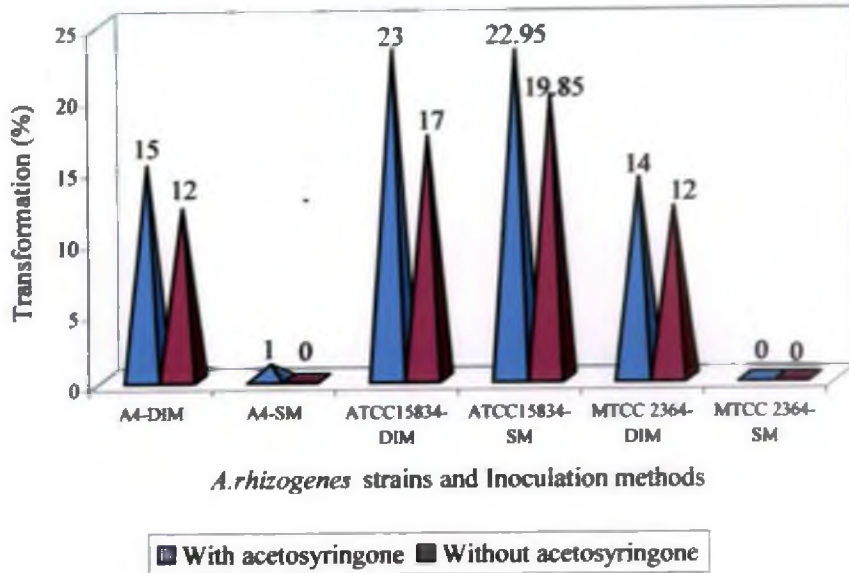 25
20
15
10
5
0
Transformation (%)
15
12
1
0
23
17
22.95
19.85
14
12
0
0
A4-DIM
A4-SM
ATCC15834-
DIM
ATCC15834-
SM
MTCC 2364-
DIM
MTCC 2364-
SM
A.rhizogenes strains and Inoculation methods
With acetosyringone
Without acetosyringone